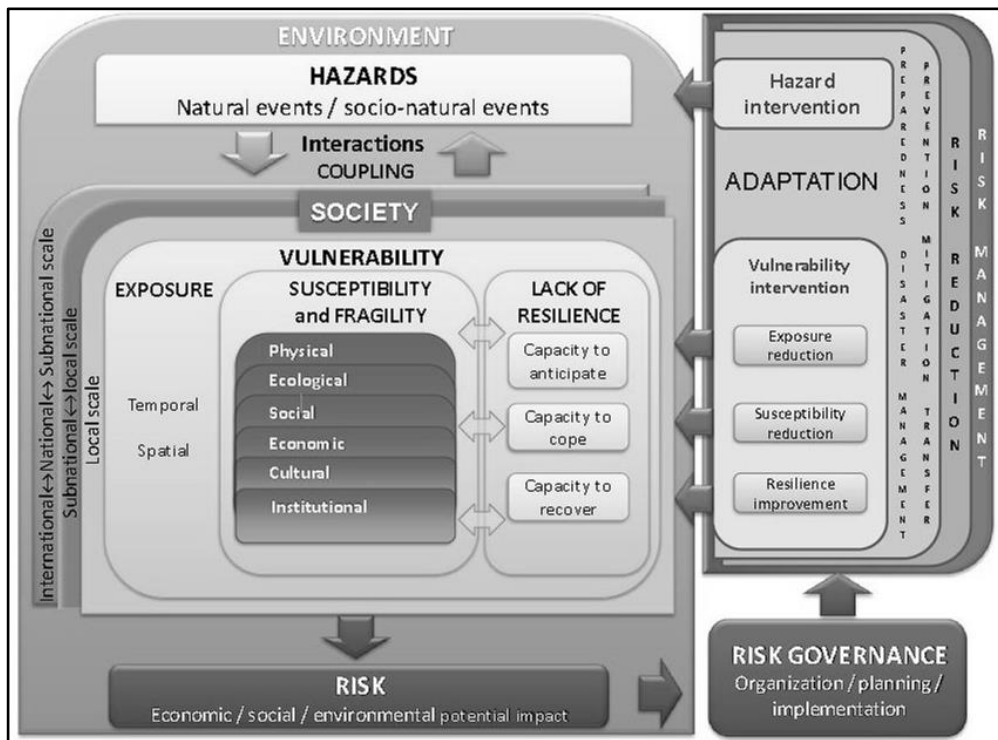 ENVIRONMENT
HAZARDS
Natural events / socio-natural events
Interactions
COUPLING
SOCIETY
International↔National↔Subnational scale
Subnational↔local scale
Local scale
VULNERABILITY
EXPOSURE
Temporal
Spatial
SUSCEPTIBILITY
and FRAGILITY
Physical
Ecological
Social
Economic
Cultural
Institutional
LACK OF
RESILIENCE
Capacity to
anticipate
Capacity to
cope
Capacity to
recover
RISK
Economic / social / environmental potential impact
Hazard
intervention
ADAPTATION
Vulnerability
intervention
Exposure
reduction
Susceptibility
reduction
Resilience
improvement
PREPAREDNESS DISASTER MANAGEMENT
PREVENTION MITIGATION TRANSFER
RISK REDUCTION
RISK MANAGEMENT
RISK GOVERNANCE
Organization / planning /
implementation